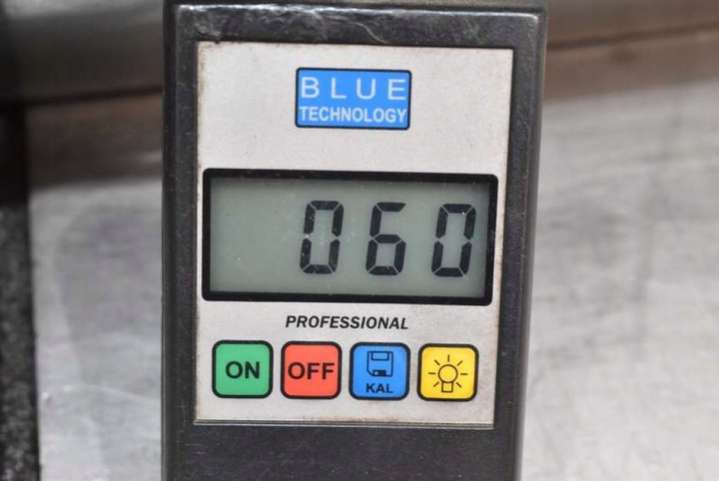 BLUE
TECHNOLOGY
060
PROFESSIONAL
ON OFF KAL